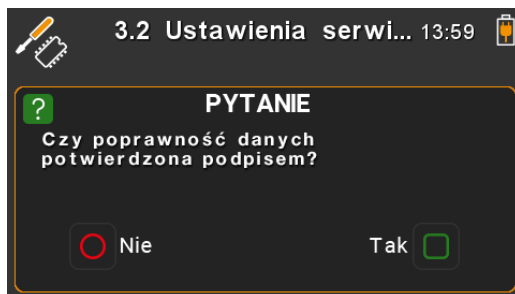 3.2 Ustawienia serwi... 13:59
PYTANIE
Czy poprawność danych
potwierdzona podpisem?
Nie
Tak